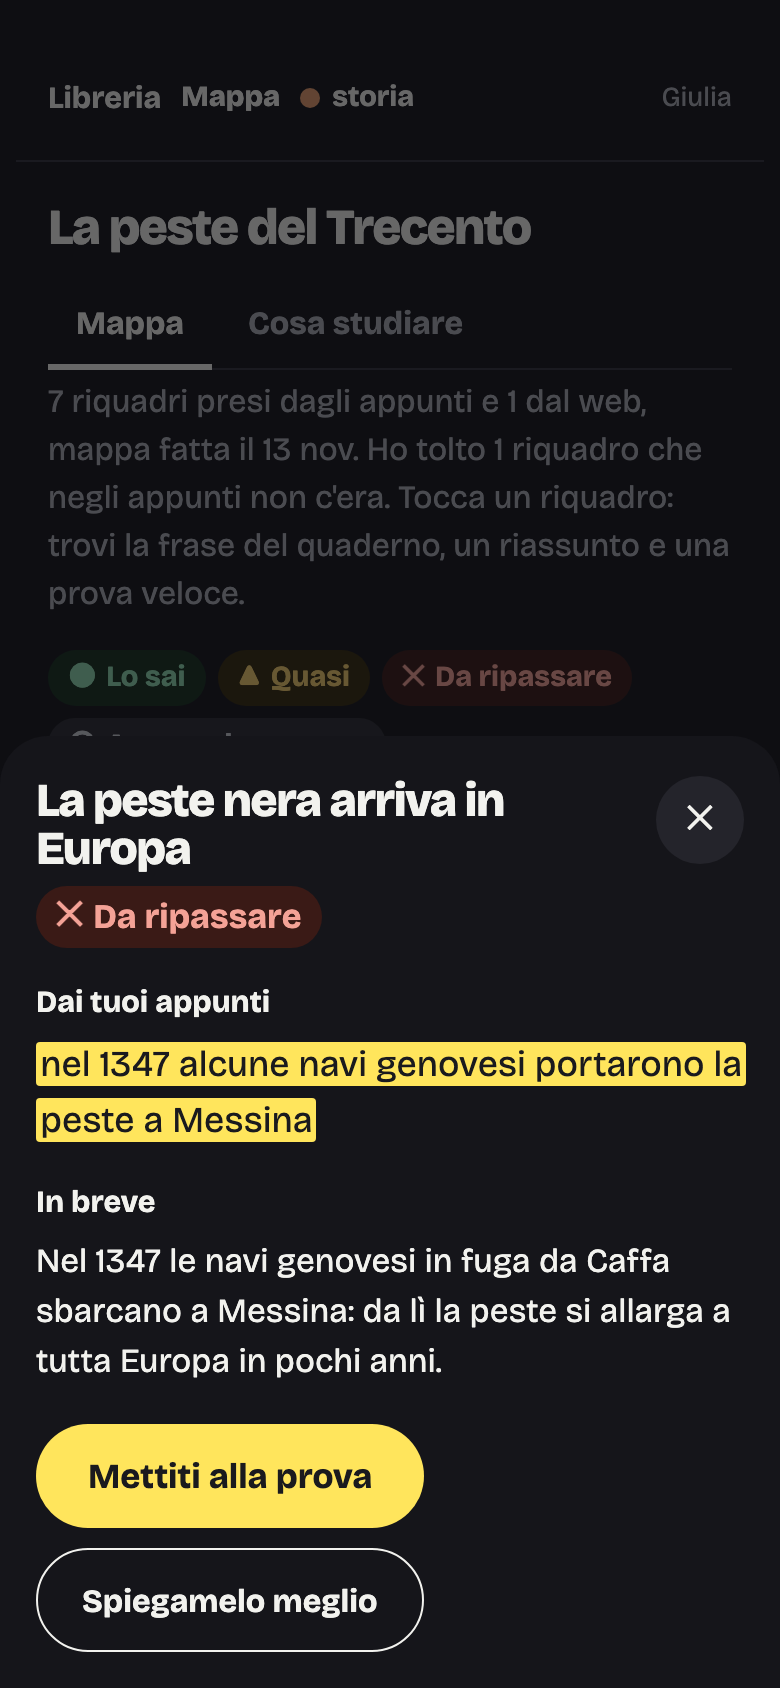 Libreria Mappa storia Giulia
La peste del Trecento
Mappa Cosa studiare
7 riquadri presi dagli appunti e 1 dal web,
mappa fatta il 13 nov. Ho tolto 1 riquadro che
negli appunti non c'era. Tocca un riquadro:
trovi la frase del quaderno, un riassunto e una
prova veloce.
Lo sai Quasi Da ripassare
La peste nera arriva in
Europa
Da ripassare
Dai tuoi appunti
nel 1347 alcune navi genovesi portarono la
peste a Messina
In breve
Nel 1347 le navi genovesi in fuga da Caffa
sbarcano a Messina: da lì la peste si allarga a
tutta Europa in pochi anni.
Mettiti alla prova
Spiegamelo meglio